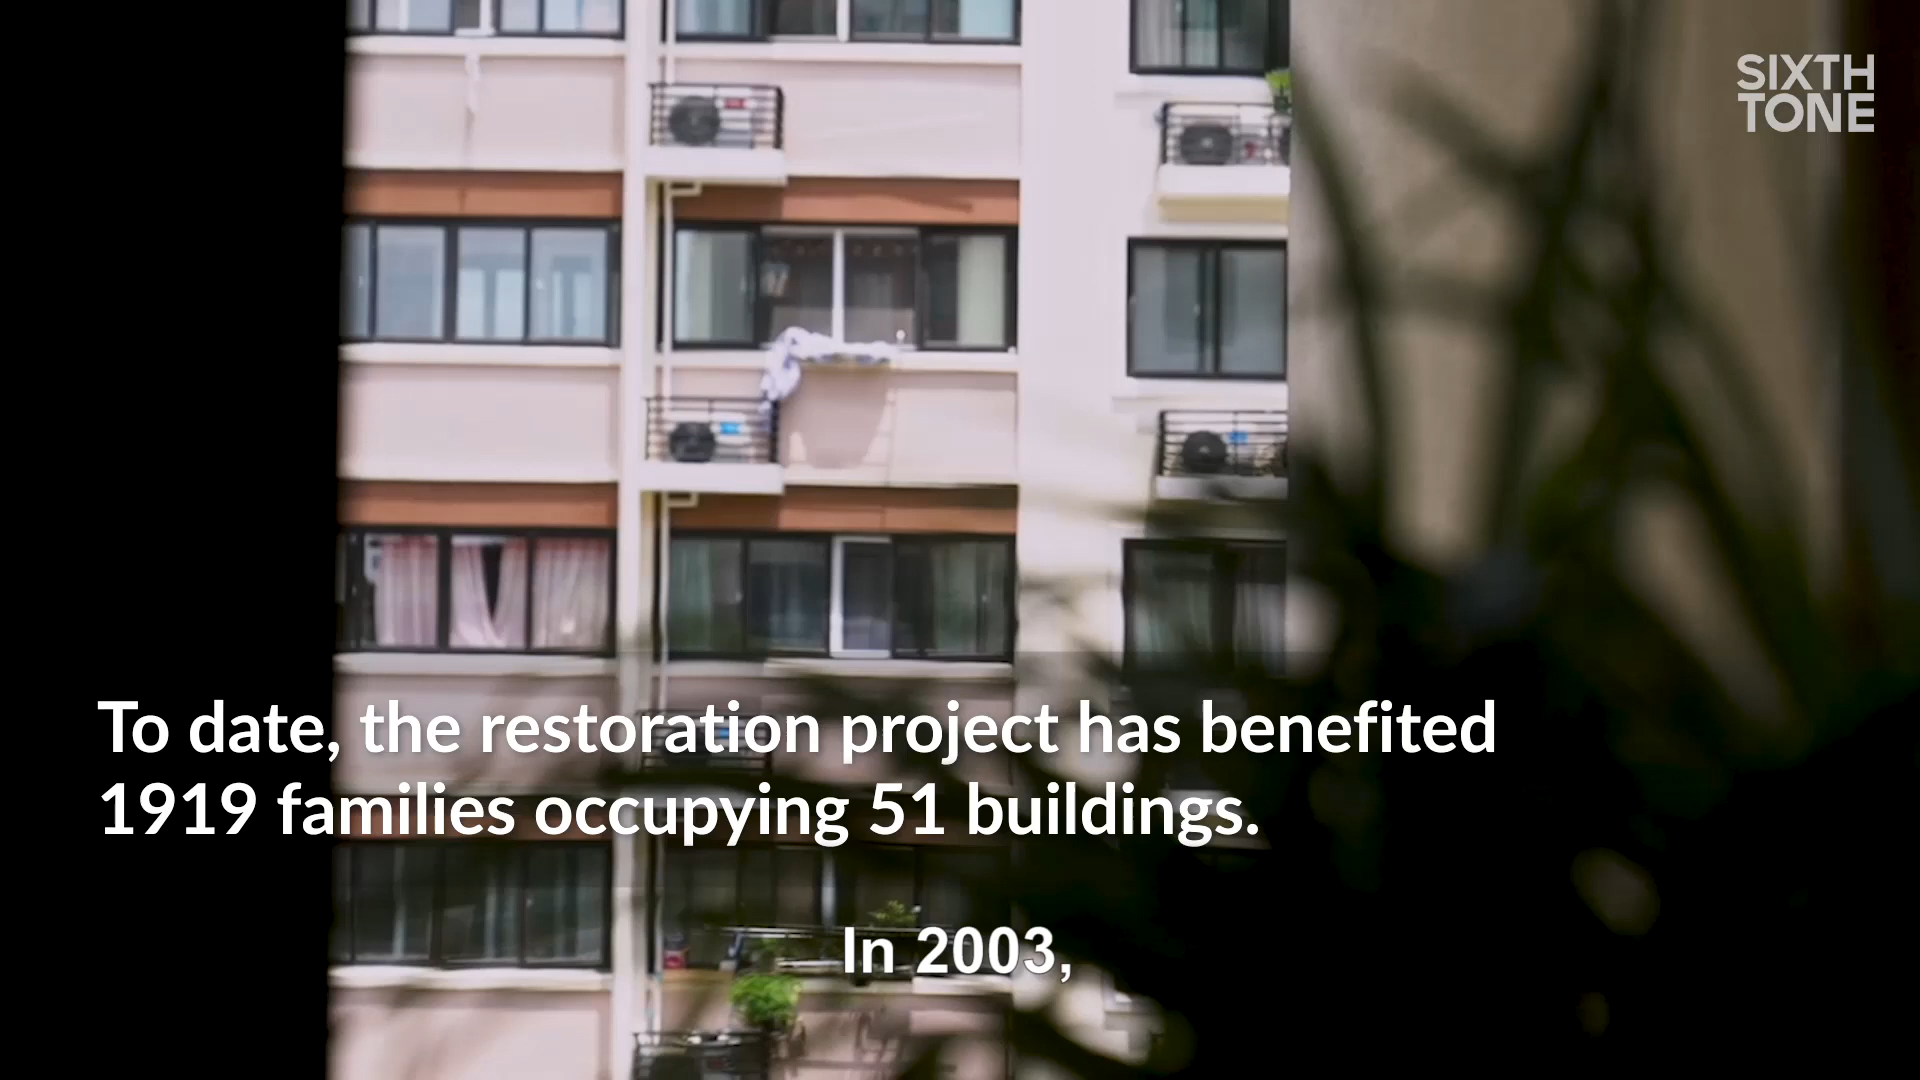 SIXTH
TONE
To date, the restoration project has benefited
1919 families occupying 51 buildings.
In 2003,